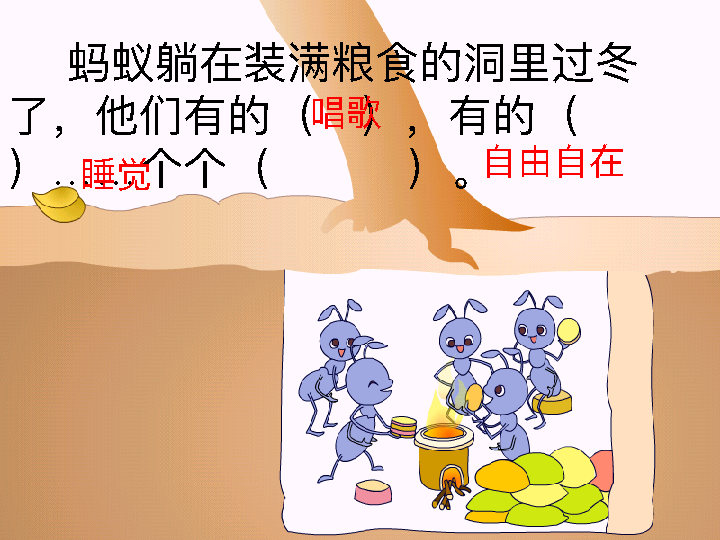 蚂蚁躺在装满粮食的洞里过冬
了，他们有的（唱歌），有的（
）……个个（　　　）。
睡觉
自由自在